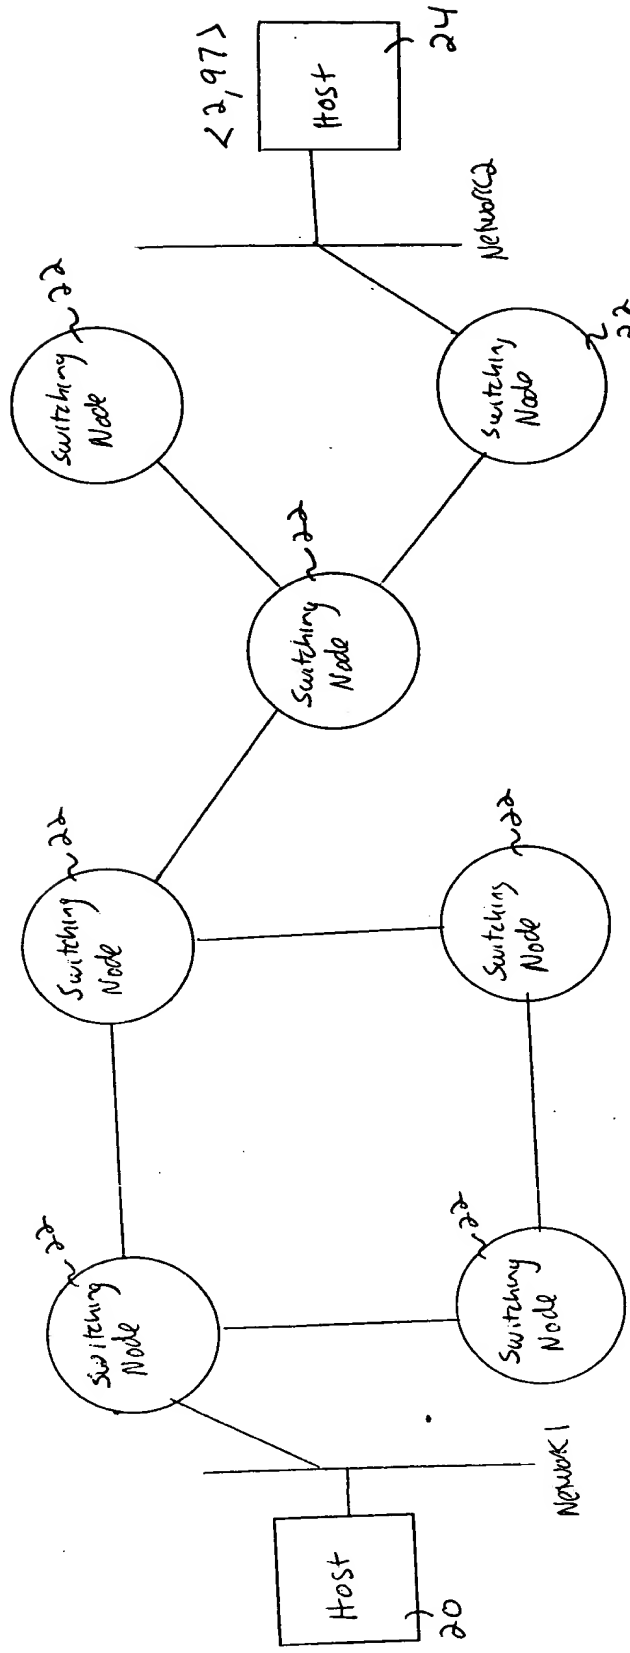 Host
20
Network 1
Switching
Node
22
Switching
Node
22
Switching
Node
22
Switching
Node
22
Switching
Node
22
Switching
Node
22
Switching
Node
22
Network 2
<2,97>
Host
24